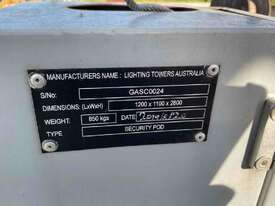 MANUFACTURERS NAME : LIGHTING TOWERS AUSTRALIA
S/No: GASC0024
DIMENSIONS: (LxWxH) 1200 x 1100 x 2800
WEIGHT: 850 kgs DATE:
TYPE SECURITY POD